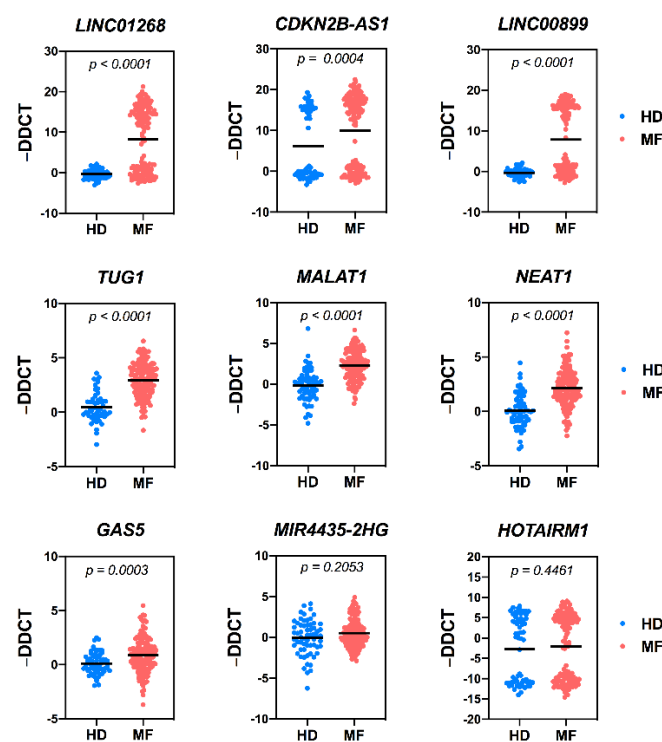 LINC01268 CDKN2B-AS1 LINC00899
p < 0.0001 p = 0.0004 p < 0.0001
30 30 30
20 20 20
10 10 10
0 0 0
-10 -10 -10
–DDCT –DDCT –DDCT
HD MF HD MF HD MF
HD
MF
TUG1 MALAT1 NEAT1
p < 0.0001 p < 0.0001 p < 0.0001
10 10 10
5 5 5
0 0 0
-5 -5 -5
-10
–DDCT –DDCT –DDCT
HD MF HD MF HD MF
HD
MF
GAS5 MIR4435-2HG HOTAIRM1
p = 0.0003 p = 0.2053 p = 0.4461
10 10 20
15
5 5 10
5
0 0 0
-5
-5 -5 -10
-15
-10 -20
–DDCT –DDCT –DDCT
HD MF HD MF HD MF
HD
MF